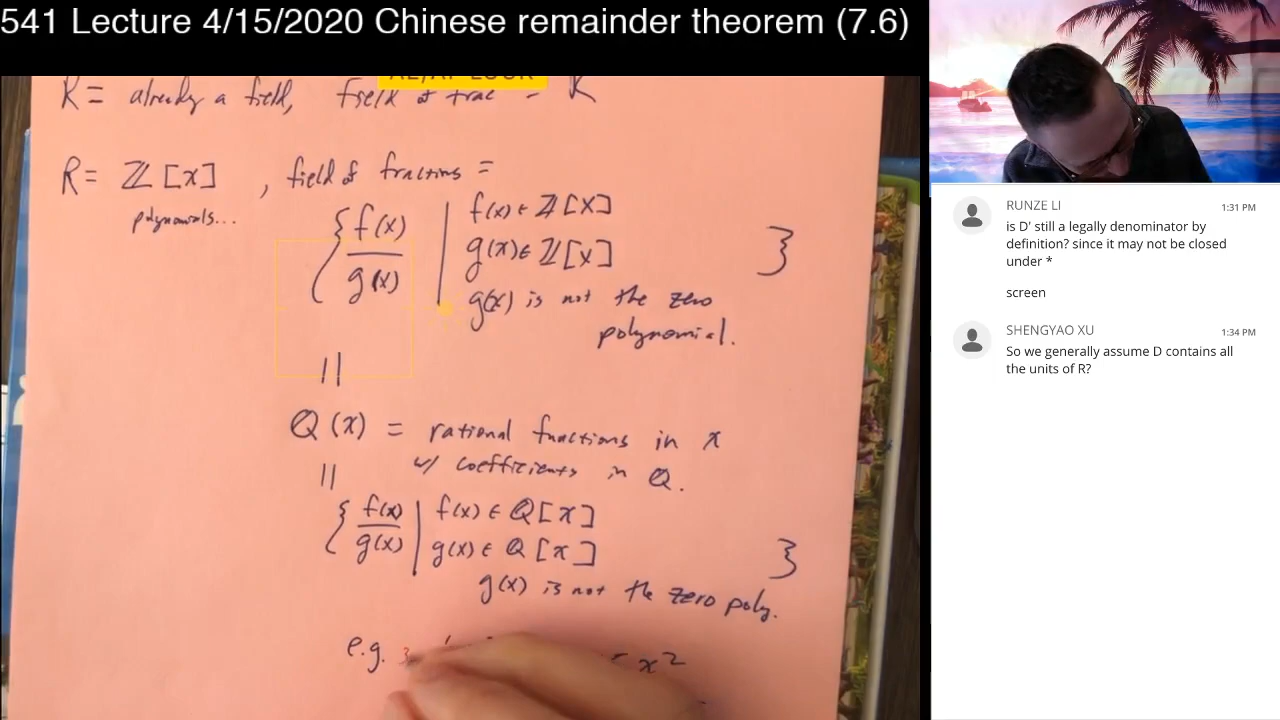 541 Lecture 4/15/2020 Chinese remainder theorem (7.6)
R = already a field, field of frac = R
R = ℤ[x] , field of fractions =
polynomials...
{ f(x)/g(x) | f(x) ∈ ℤ[x]
g(x) ∈ ℤ[x] }
g(x) is not the zero
polynomial.
||
Q(x) = rational functions in x
w/ coefficients in Q.
||
{ f(x)/g(x) | f(x) ∈ Q[x]
g(x) ∈ Q[x] }
g(x) is not the zero poly.
e.g. x²
RUNZE LI 1:31 PM
is D' still a legally denominator by
definition? since it may not be closed
under *
screen
SHENGYAO XU 1:34 PM
So we generally assume D contains all
the units of R?